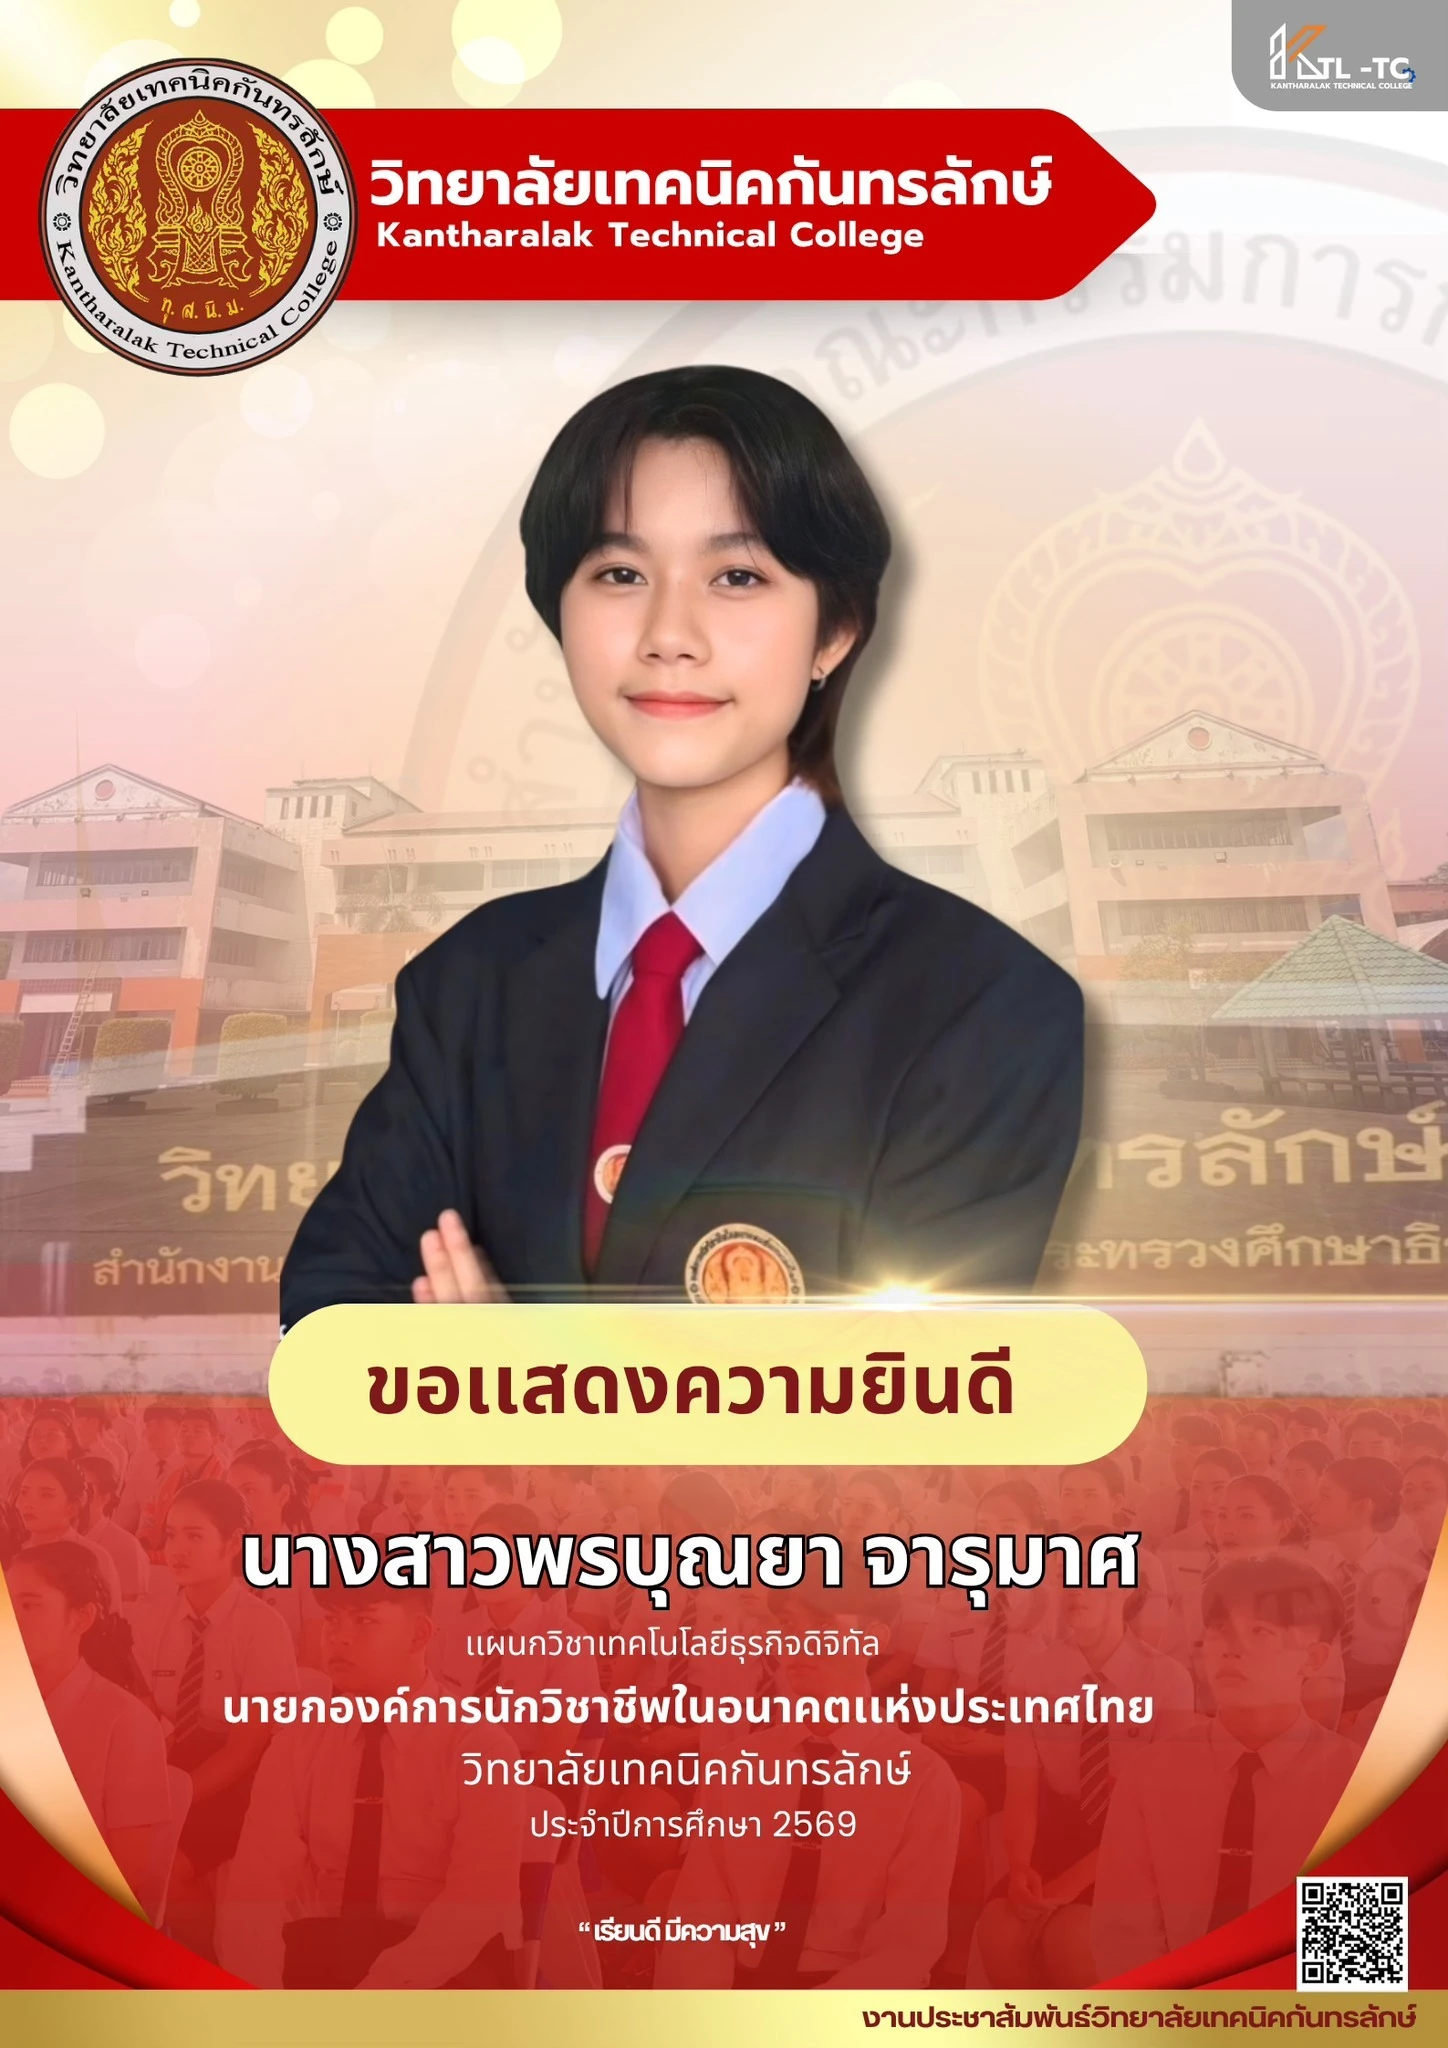 KTL -TC
KANTHARALAK TECHNICAL COLLEGE
วิทยาลัยเทคนิคกันทรลักษ์
Kantharalak Technical College
วิทยาลัยเทคนิคกันทรลักษ์
Kantharalak Technical College
ทุ. ส. นิ. ม.
ขอแสดงความยินดี
นางสาวพรบุณยา จารุมาศ
แผนกวิชาเทคโนโลยีธุรกิจดิจิทัล
นายกองค์การนักวิชาชีพในอนาคตแห่งประเทศไทย
วิทยาลัยเทคนิคกันทรลักษ์
ประจำปีการศึกษา 2569
“ เรียนดี มีความสุข ”
งานประชาสัมพันธ์วิทยาลัยเทคนิคกันทรลักษ์